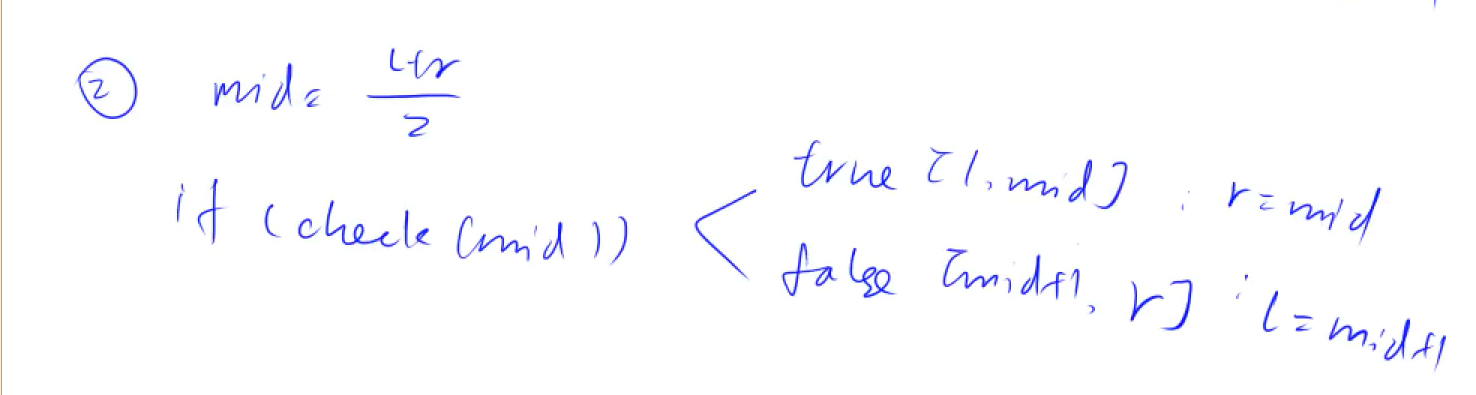 ② mid = l+r / 2
if (check(mid))
true [l, mid] : r = mid
false [mid+1, r] : l = mid+1